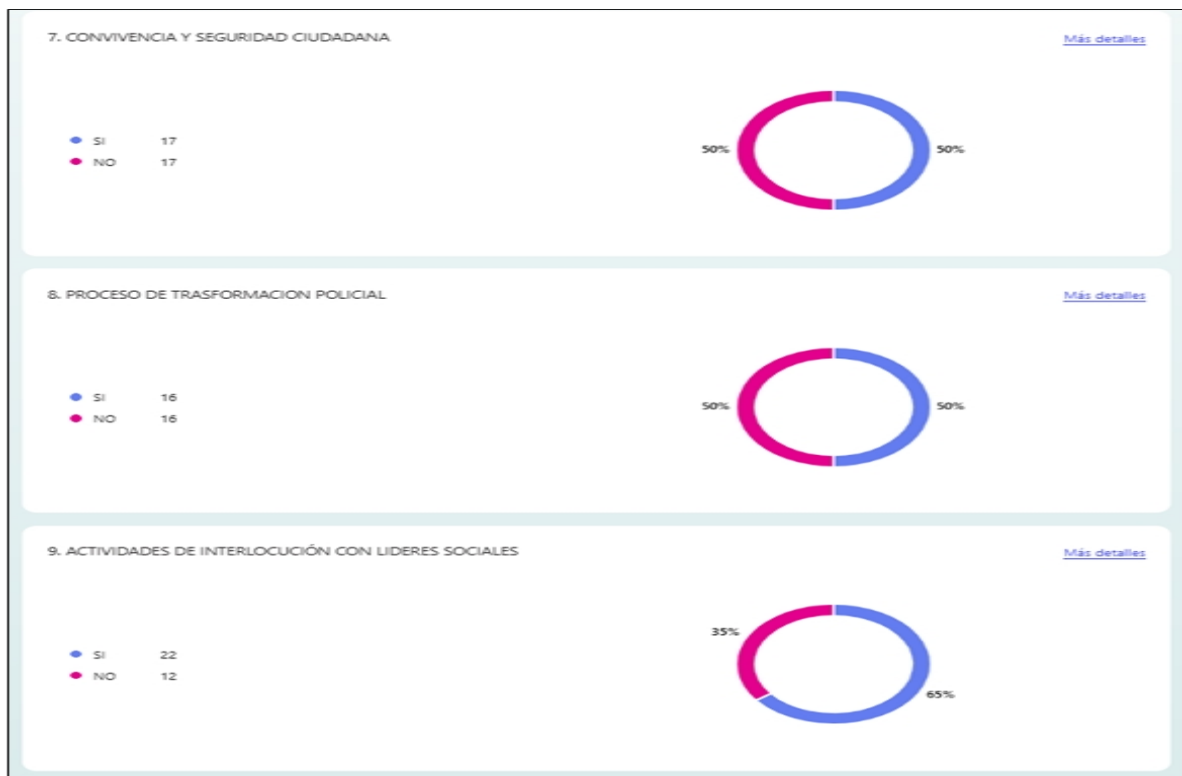 7. CONVIVENCIA Y SEGURIDAD CIUDADANA
Más detalles
SI 17
NO 17
50%
50%
8. PROCESO DE TRASFORMACION POLICIAL
Más detalles
SI 16
NO 16
50%
50%
9. ACTIVIDADES DE INTERLOCUCIÓN CON LIDERES SOCIALES
Más detalles
SI 22
NO 12
35%
65%